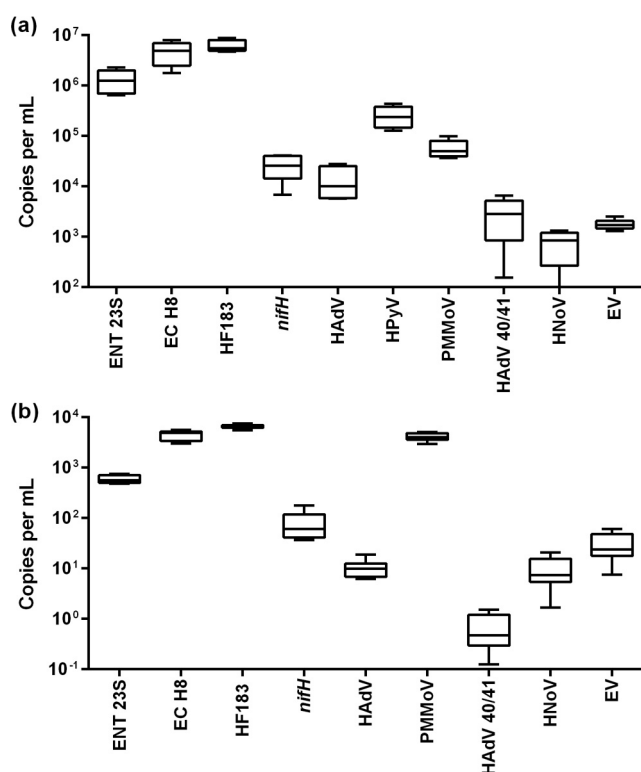 (a)
Copies per mL
10⁷
10⁶
10⁵
10⁴
10³
10²
ENT 23S
EC H8
HF183
nifH
HAdV
HPyV
PMMoV
HAdV 40/41
HNoV
EV
(b)
Copies per mL
10⁴
10³
10²
10¹
10⁰
10⁻¹
ENT 23S
EC H8
HF183
nifH
HAdV
PMMoV
HAdV 40/41
HNoV
EV